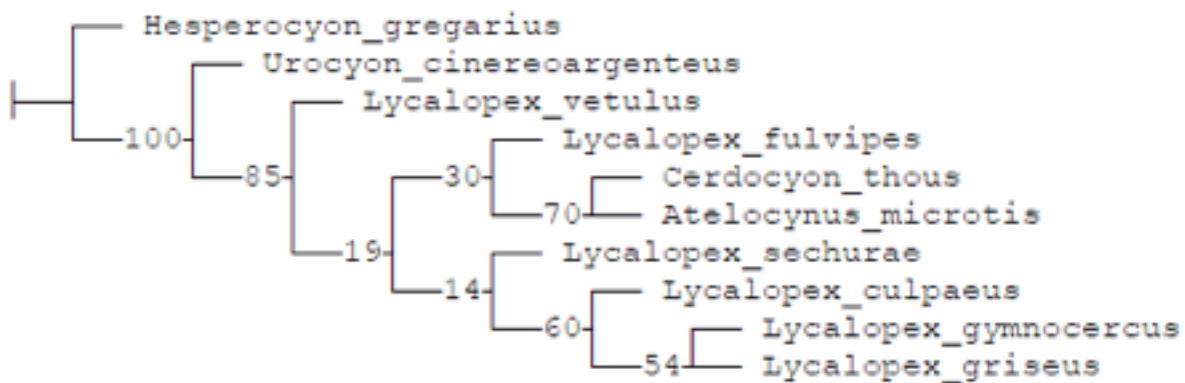 Hesperocyon_gregarius
Urocyon_cinereoargenteus
Lycalopex_vetulus
100
Lycalopex_fulvipes
85
30
Cerdocyon_thous
70
Atelocynus_microtis
19
Lycalopex_sechurae
14
Lycalopex_culpaeus
60
Lycalopex_gymnocercus
54
Lycalopex_griseus